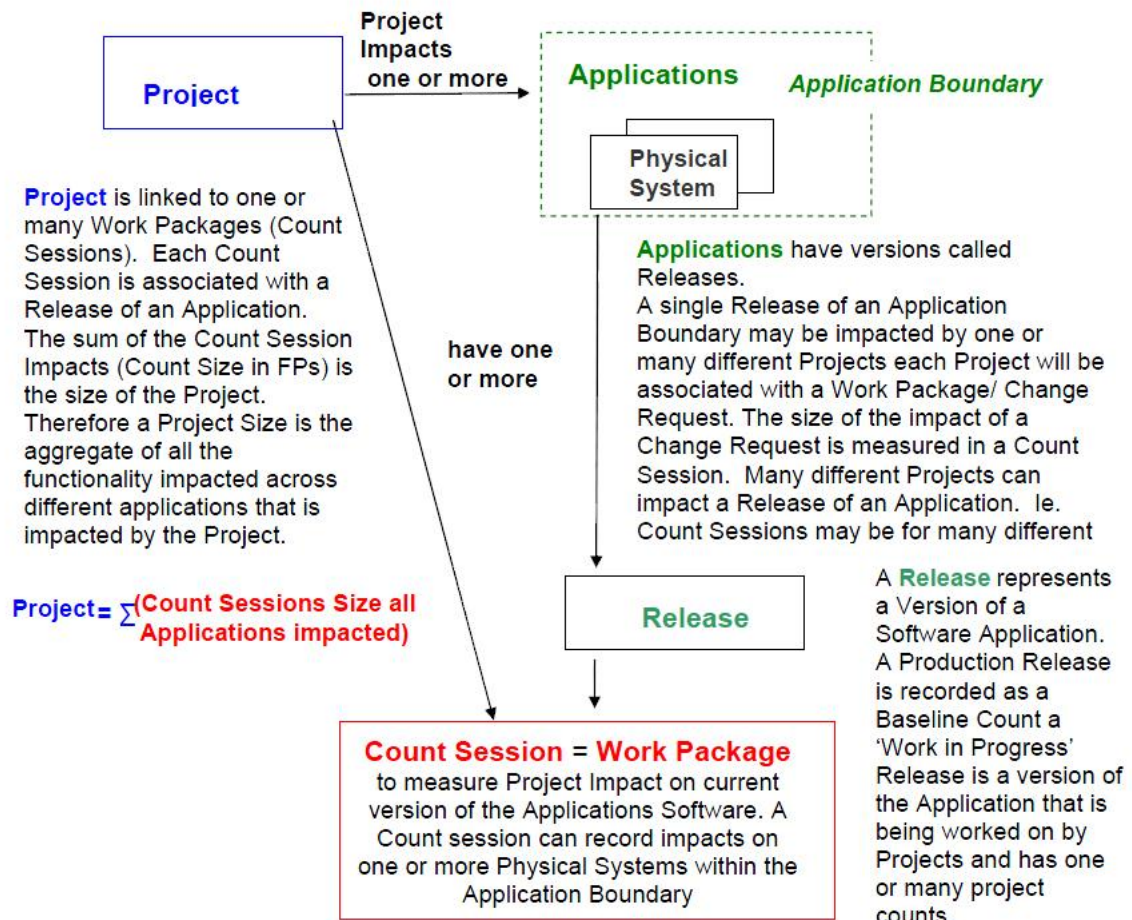 Project
Impacts
one or more
Project
Applications
Application Boundary
Physical
System
Project is linked to one or
many Work Packages (Count
Sessions). Each Count
Session is associated with a
Release of an Application.
The sum of the Count Session
Impacts (Count Size in FPs) is
the size of the Project.
Therefore a Project Size is the
aggregate of all the
functionality impacted across
different applications that is
impacted by the Project.
have one
or more
Applications have versions called
Releases.
A single Release of an Application
Boundary may be impacted by one or
many different Projects each Project will be
associated with a Work Package/ Change
Request. The size of the impact of a
Change Request is measured in a Count
Session. Many different Projects can
impact a Release of an Application. Ie.
Count Sessions may be for many different
Project = ∑(Count Sessions Size all
Applications impacted)
Release
A Release represents
a Version of a
Software Application.
A Production Release
is recorded as a
Baseline Count a
‘Work in Progress’
Release is a version of
the Application that is
being worked on by
Projects and has one
or many project
counts
Count Session = Work Package
to measure Project Impact on current
version of the Applications Software. A
Count session can record impacts on
one or more Physical Systems within the
Application Boundary